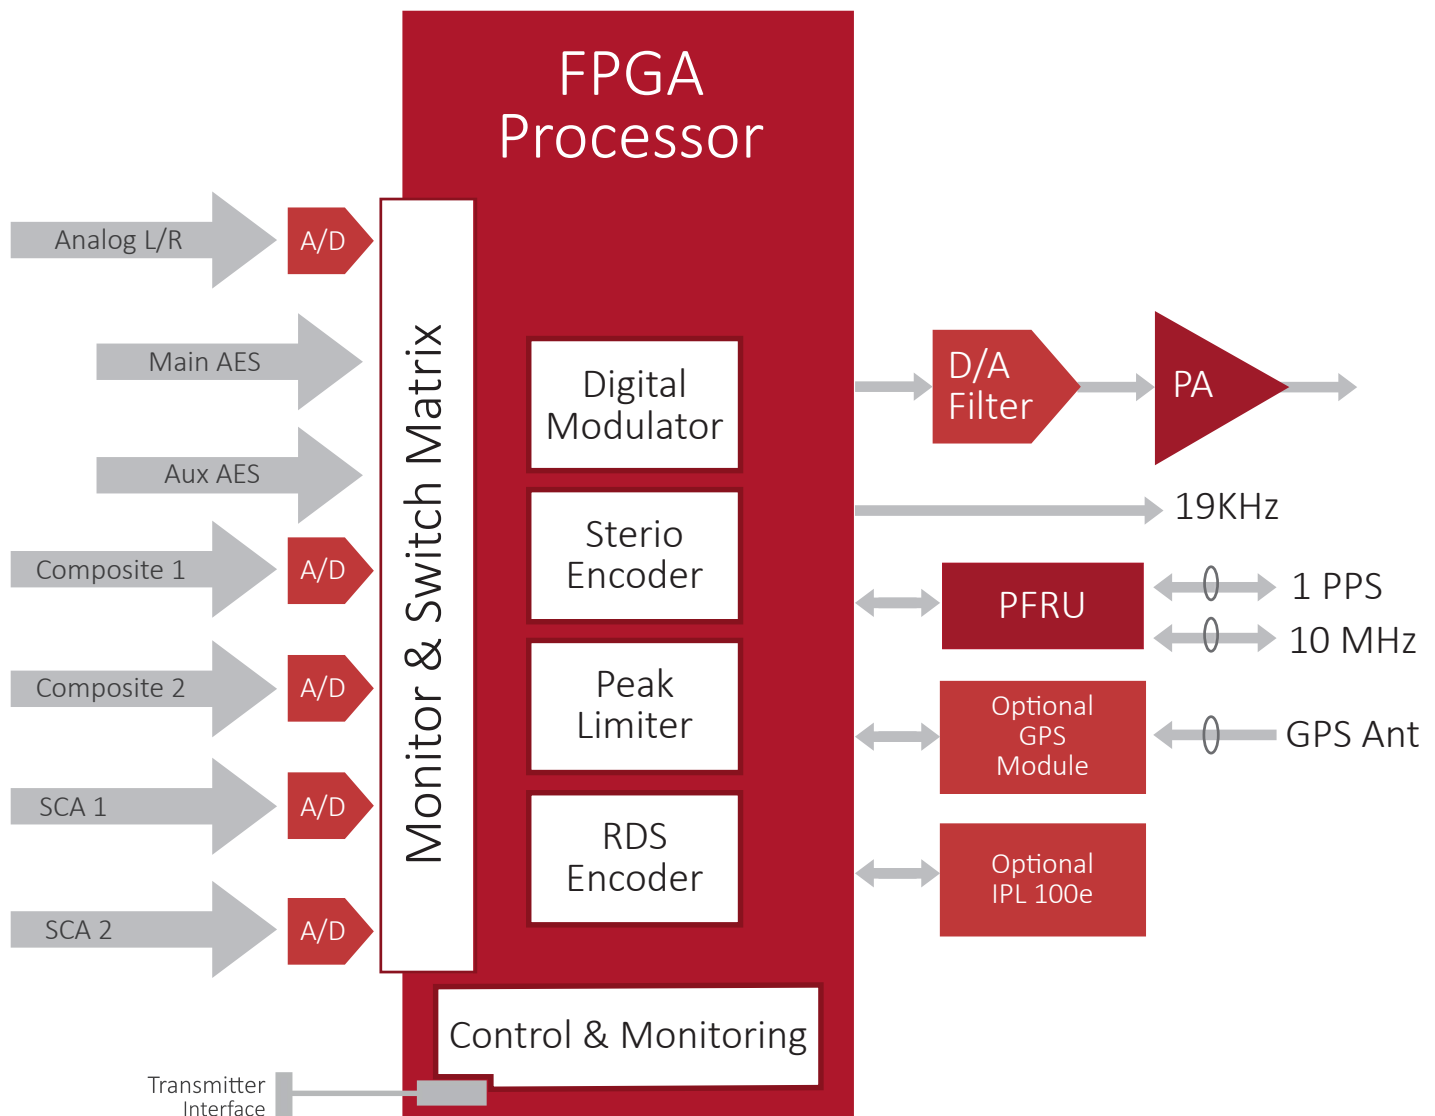 FPGA
Processor
Analog L/R
A/D
Main AES
Aux AES
Composite 1
A/D
Composite 2
A/D
SCA 1
A/D
SCA 2
A/D
Monitor & Switch Matrix
Digital
Modulator
Sterio
Encoder
Peak
Limiter
RDS
Encoder
Control & Monitoring
Transmitter
Interface
D/A
Filter
PA
19KHz
PFRU
1 PPS
10 MHz
Optional
GPS
Module
GPS Ant
Optional
IPL 100e